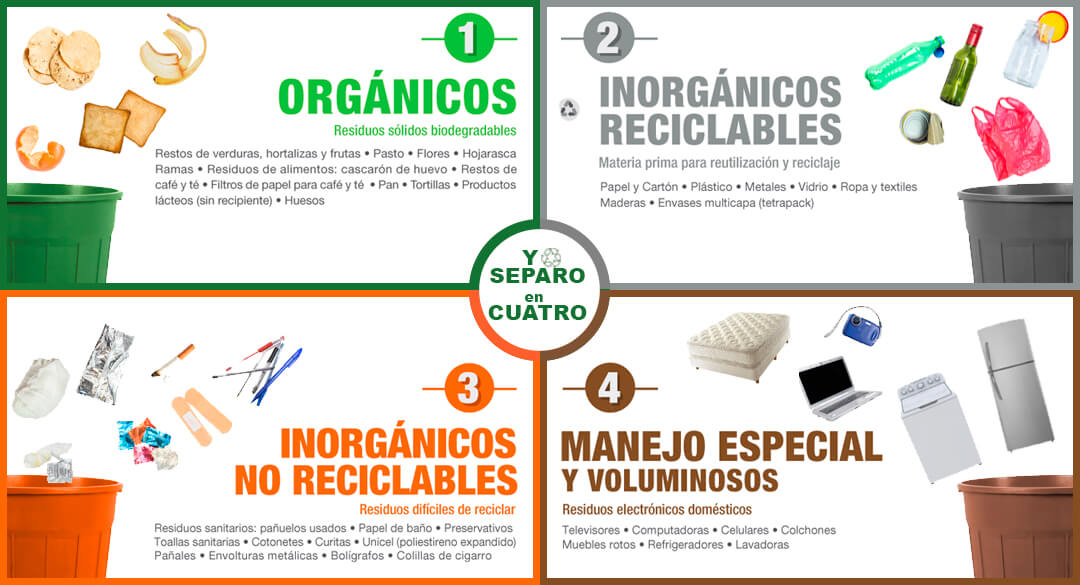 1
ORGÁNICOS
Residuos sólidos biodegradables
Restos de verduras, hortalizas y frutas • Pasto • Flores • Hojarasca
Ramas • Residuos de alimentos: cascarón de huevo • Restos de
café y té • Filtros de papel para café y té • Pan • Tortillas • Productos
lácteos (sin recipiente) • Huesos
2
INORGÁNICOS
RECICLABLES
Materia prima para reutilización y reciclaje
Papel y Cartón • Plástico • Metales • Vidrio • Ropa y textiles
Maderas • Envases multicapa (tetrapack)
Y
SEPARO
en
CUATRO
3
INORGÁNICOS
NO RECICLABLES
Residuos difíciles de reciclar
Residuos sanitarios: pañuelos usados • Papel de baño • Preservativos
Toallas sanitarias • Cotonetes • Curitas • Unicel (poliestireno expandido)
Pañales • Envolturas metálicas • Bolígrafos • Colillas de cigarro
4
MANEJO ESPECIAL
Y VOLUMINOSOS
Residuos electrónicos domésticos
Televisores • Computadoras • Celulares • Colchones
Muebles rotos • Refrigeradores • Lavadoras